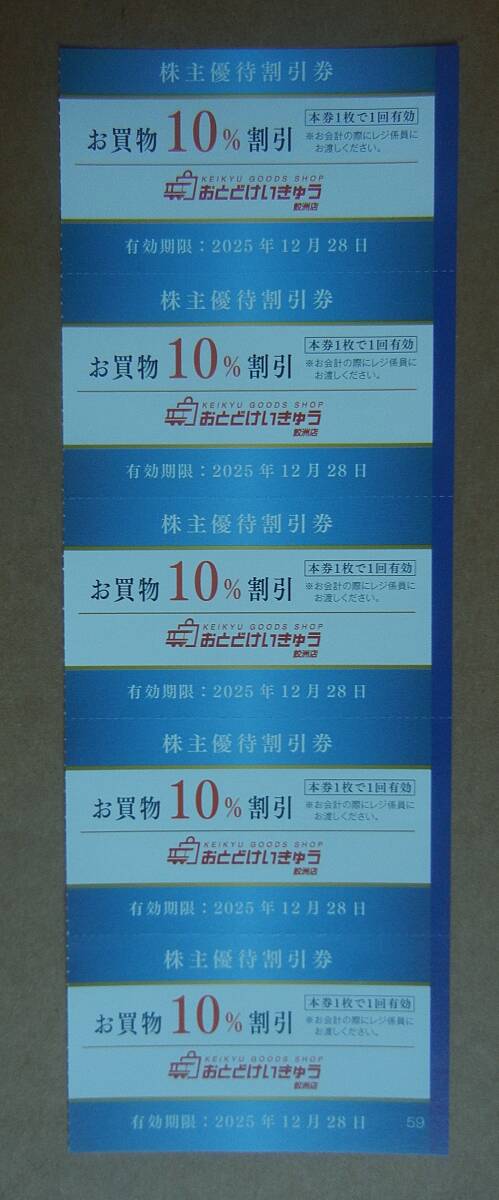 株主優待割引券
お買物10%割引
本券1枚で1回有効
※お会計の際にレジ係員に
お渡しください。
KEIKYU GOODS SHOP
おとどけいきゅう
鮫洲店
有効期限：2025年12月28日
株主優待割引券
お買物10%割引
本券1枚で1回有効
※お会計の際にレジ係員に
お渡しください。
KEIKYU GOODS SHOP
おとどけいきゅう
鮫洲店
有効期限：2025年12月28日
株主優待割引券
お買物10%割引
本券1枚で1回有効
※お会計の際にレジ係員に
お渡しください。
KEIKYU GOODS SHOP
おとどけいきゅう
鮫洲店
有効期限：2025年12月28日
株主優待割引券
お買物10%割引
本券1枚で1回有効
※お会計の際にレジ係員に
お渡しください。
KEIKYU GOODS SHOP
おとどけいきゅう
鮫洲店
有効期限：2025年12月28日
株主優待割引券
お買物10%割引
本券1枚で1回有効
※お会計の際にレジ係員に
お渡しください。
KEIKYU GOODS SHOP
おとどけいきゅう
鮫洲店
有効期限：2025年12月28日
59